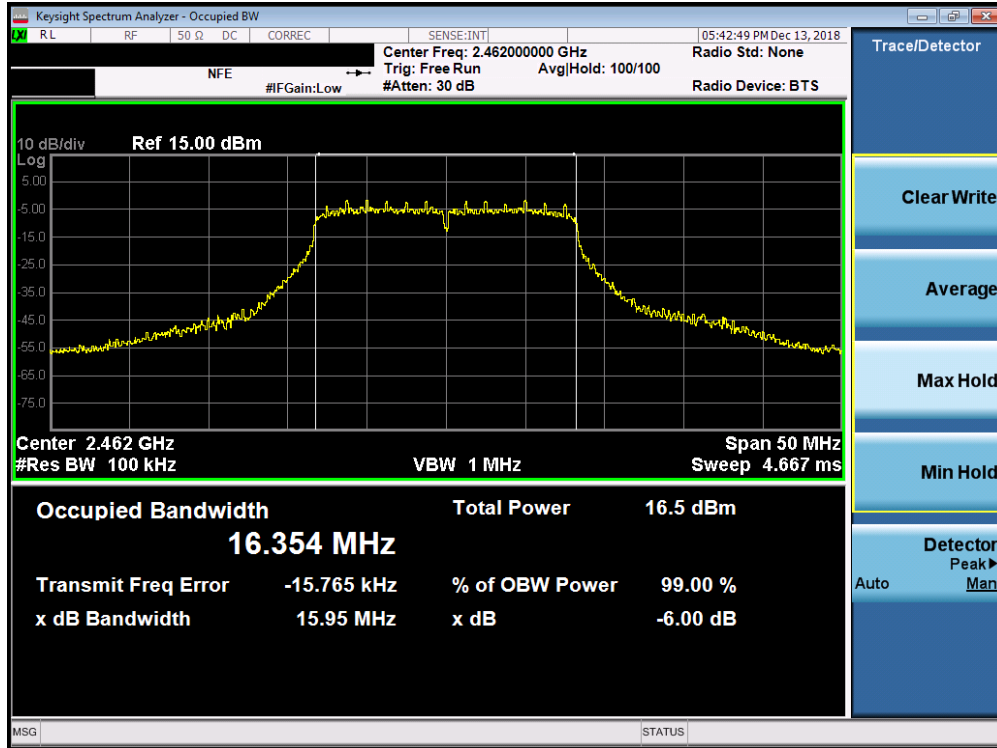 Keysight Spectrum Analyzer - Occupied BW
LXI RL RF 50 Ω DC CORREC SENSE:INT 05:42:49 PM Dec 13, 2018
Center Freq: 2.462000000 GHz Radio Std: None
NFE Trig: Free Run Avg|Hold: 100/100
#IFGain:Low #Atten: 30 dB Radio Device: BTS
Trace/Detector
10 dB/div Ref 15.00 dBm
Log
5.00
-5.00
-15.0
-25.0
-35.0
-45.0
-55.0
-65.0
-75.0
Center 2.462 GHz Span 50 MHz
#Res BW 100 kHz VBW 1 MHz Sweep 4.667 ms
Occupied Bandwidth Total Power 16.5 dBm
16.354 MHz
Transmit Freq Error -15.765 kHz % of OBW Power 99.00 %
x dB Bandwidth 15.95 MHz x dB -6.00 dB
Clear Write
Average
Max Hold
Min Hold
Detector
Peak
Auto Man
MSG STATUS